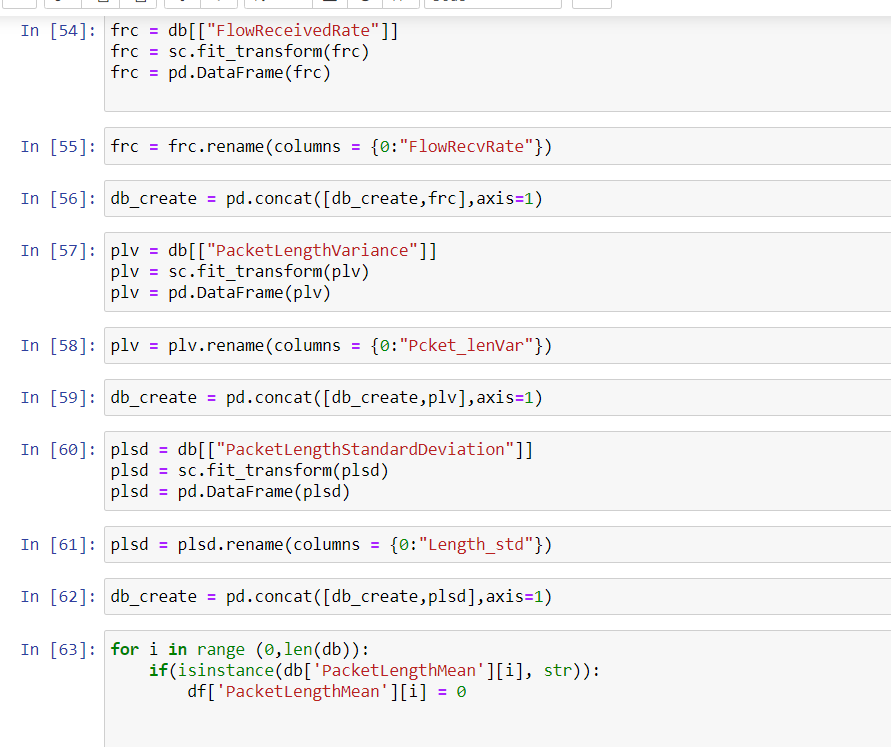 In [54]: frc = db[["FlowReceivedRate"]]
frc = sc.fit_transform(frc)
frc = pd.DataFrame(frc)
In [55]: frc = frc.rename(columns = {0:"FlowRecvRate"})
In [56]: db_create = pd.concat([db_create,frc],axis=1)
In [57]: plv = db[["PacketLengthVariance"]]
plv = sc.fit_transform(plv)
plv = pd.DataFrame(plv)
In [58]: plv = plv.rename(columns = {0:"Pcket_lenVar"})
In [59]: db_create = pd.concat([db_create,plv],axis=1)
In [60]: plsd = db[["PacketLengthStandardDeviation"]]
plsd = sc.fit_transform(plsd)
plsd = pd.DataFrame(plsd)
In [61]: plsd = plsd.rename(columns = {0:"Length_std"})
In [62]: db_create = pd.concat([db_create,plsd],axis=1)
In [63]: for i in range (0,len(db)):
    if(isinstance(db['PacketLengthMean'][i], str)):
        df['PacketLengthMean'][i] = 0